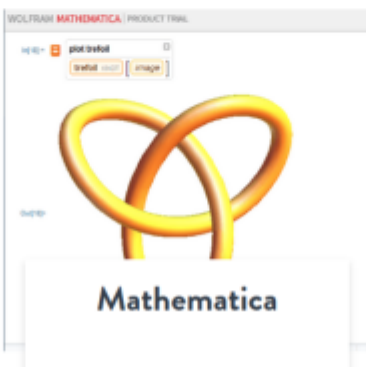 WOLFRAM MATHEMATICA | PRODUCT TRIAL
plot trefoil
trefoil image
Mathematica